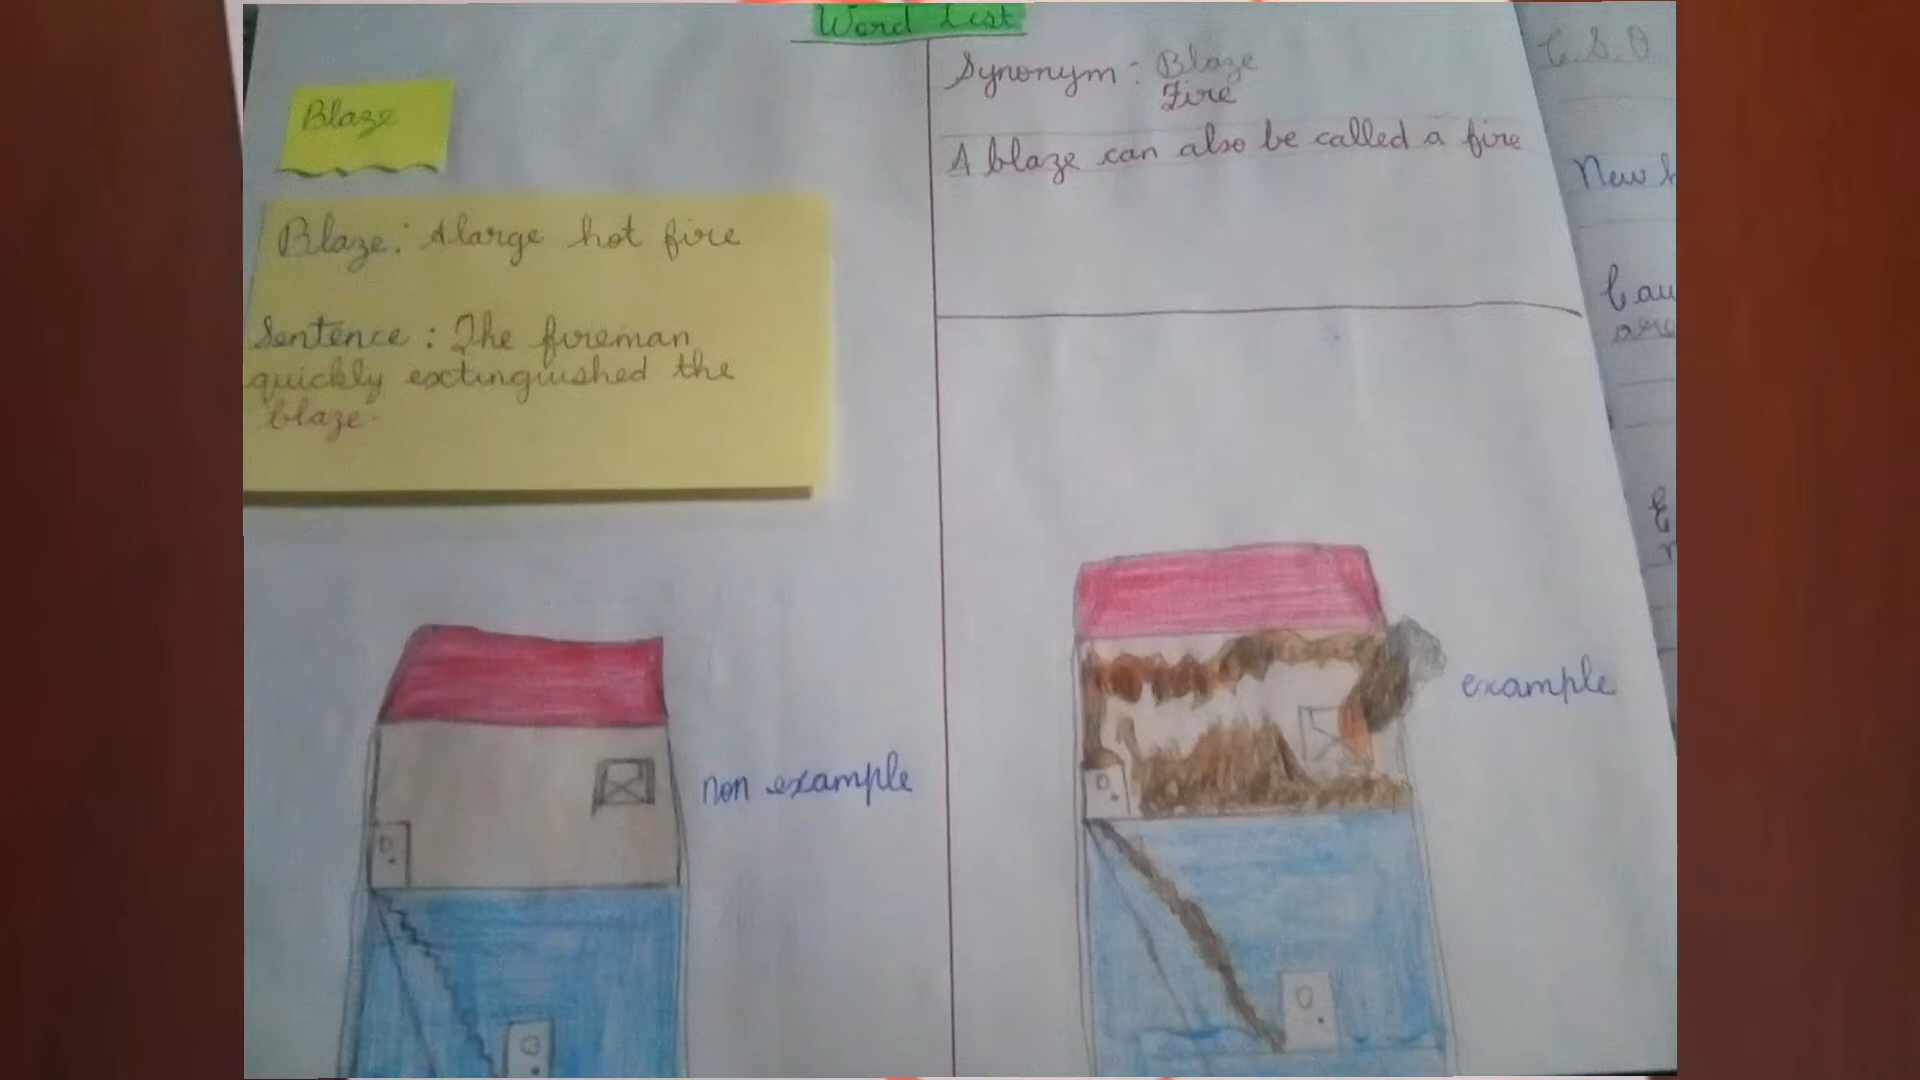 Word List
Blaze
Blaze: A large hot fire
Sentence: The fireman
quickly extinguished the
blaze.
non example
Synonym: Blaze
Fire
A blaze can also be called a fire
example
C.S.O
New